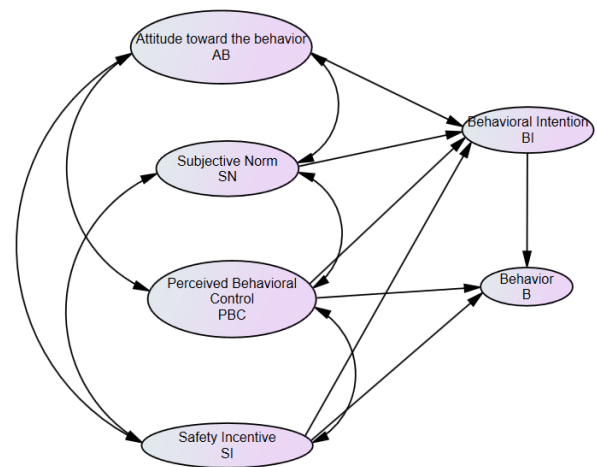 Attitude toward the behavior
AB
Behavioral Intention
BI
Subjective Norm
SN
Perceived Behavioral
Control
PBC
Behavior
B
Safety Incentive
SI